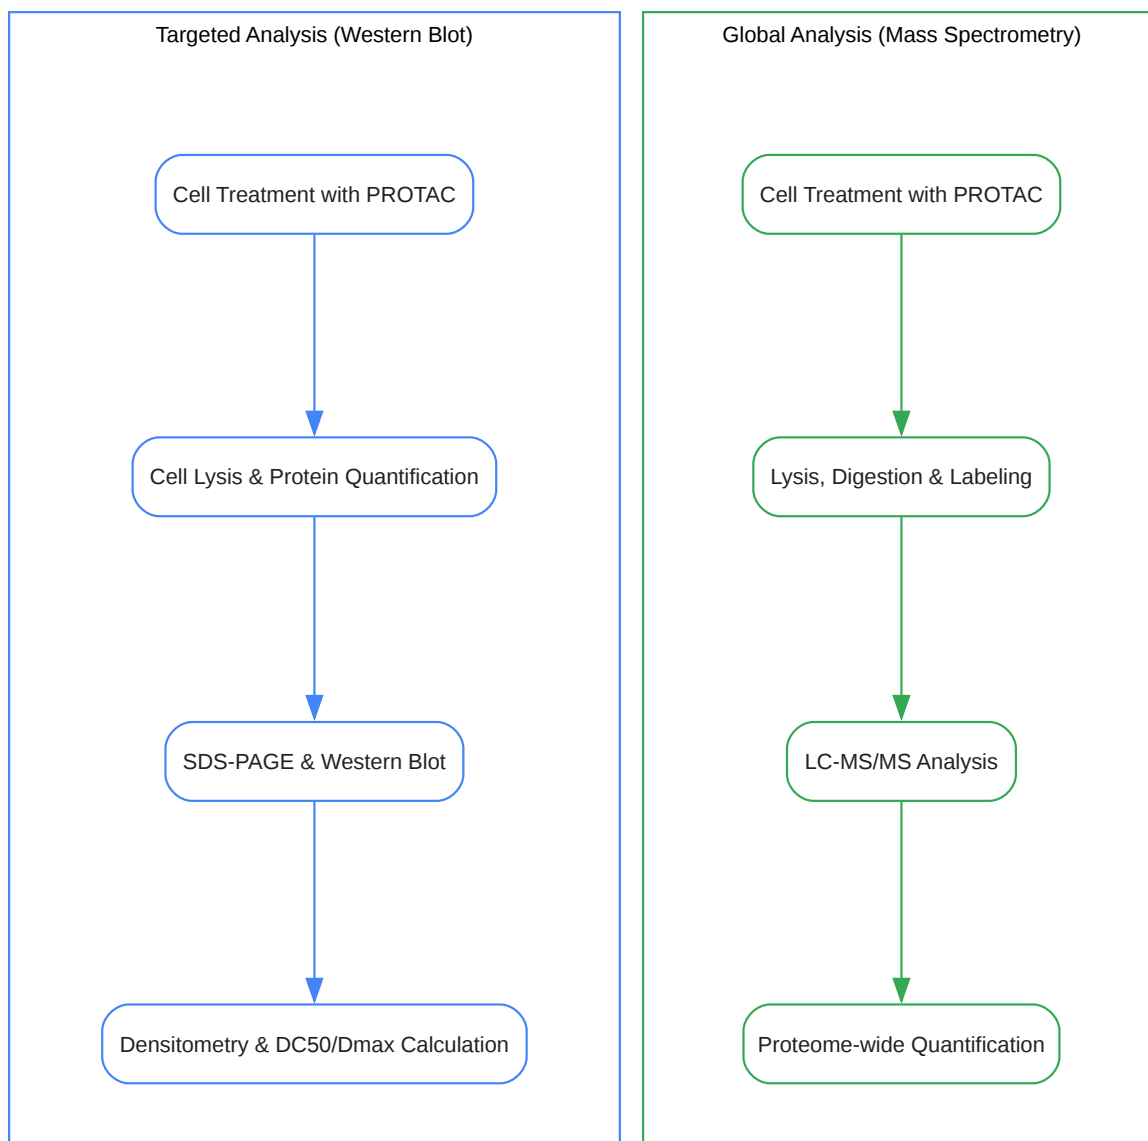 Targeted Analysis (Western Blot)
Cell Treatment with PROTAC
Cell Lysis & Protein Quantification
SDS-PAGE & Western Blot
Densitometry & DC50/Dmax Calculation
Global Analysis (Mass Spectrometry)
Cell Treatment with PROTAC
Lysis, Digestion & Labeling
LC-MS/MS Analysis
Proteome-wide Quantification